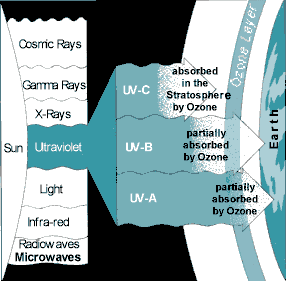 Cosmic Rays
Gamma Rays
X-Rays
Sun
Ultraviolet
Light
Infra-red
Radiowaves
Microwaves
UV-C
absorbed
in the
Stratosphere
by Ozone
UV-B
partially
absorbed
by Ozone
UV-A
partially
absorbed
by Ozone
Ozone Layer
Earth